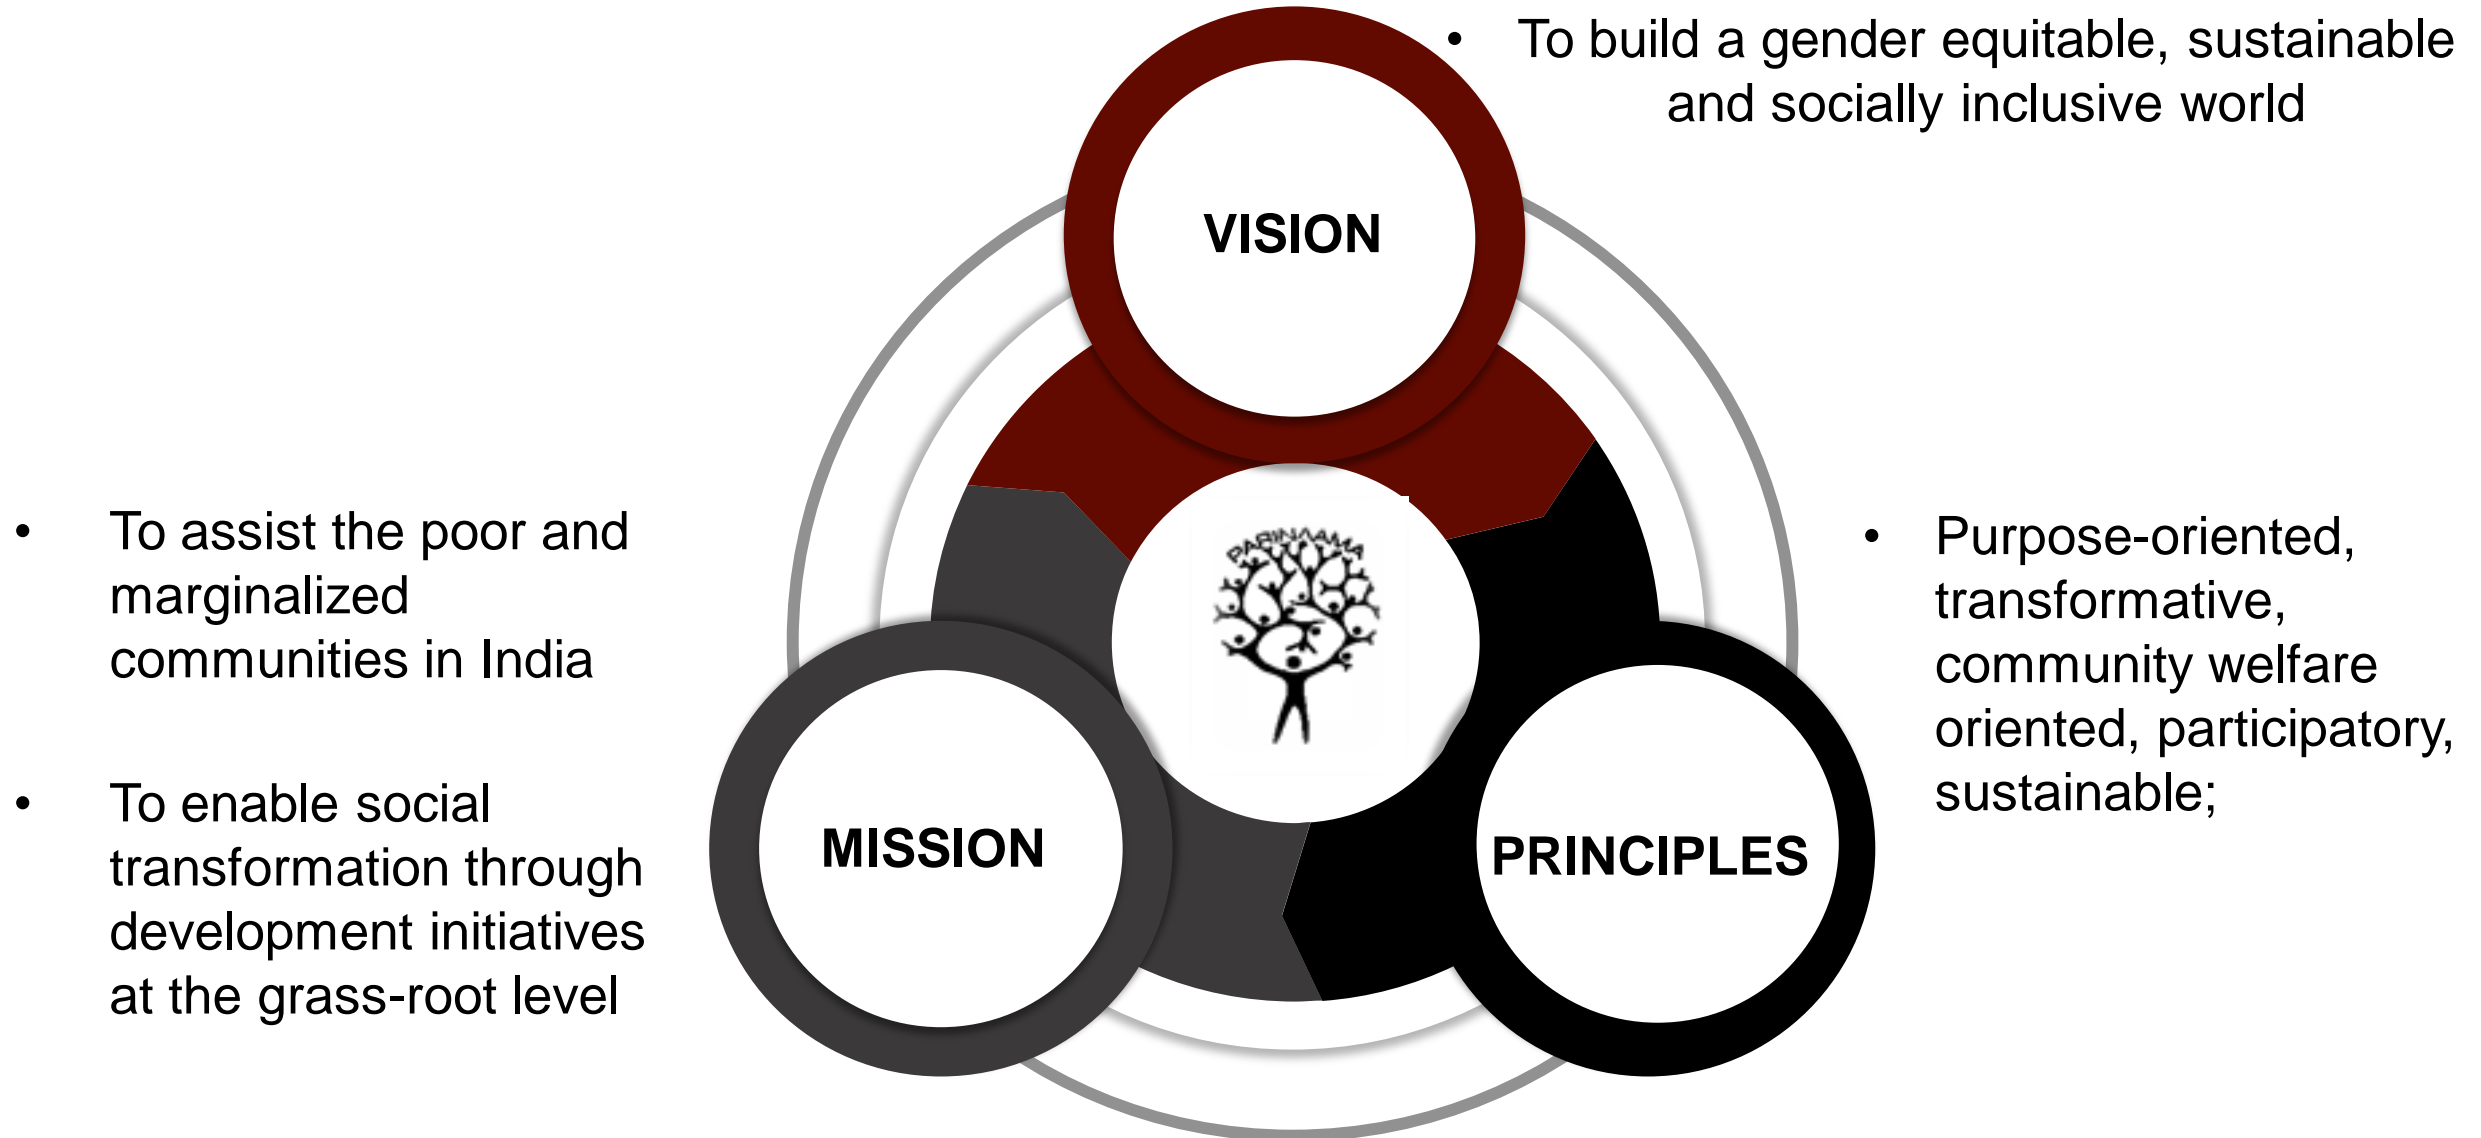 • To build a gender equitable, sustainable
and socially inclusive world
VISION
• To assist the poor and
marginalized
communities in India
• To enable social
transformation through
development initiatives
at the grass-root level
MISSION
PARINAAMA
• Purpose-oriented,
transformative,
community welfare
oriented, participatory,
sustainable;
PRINCIPLES